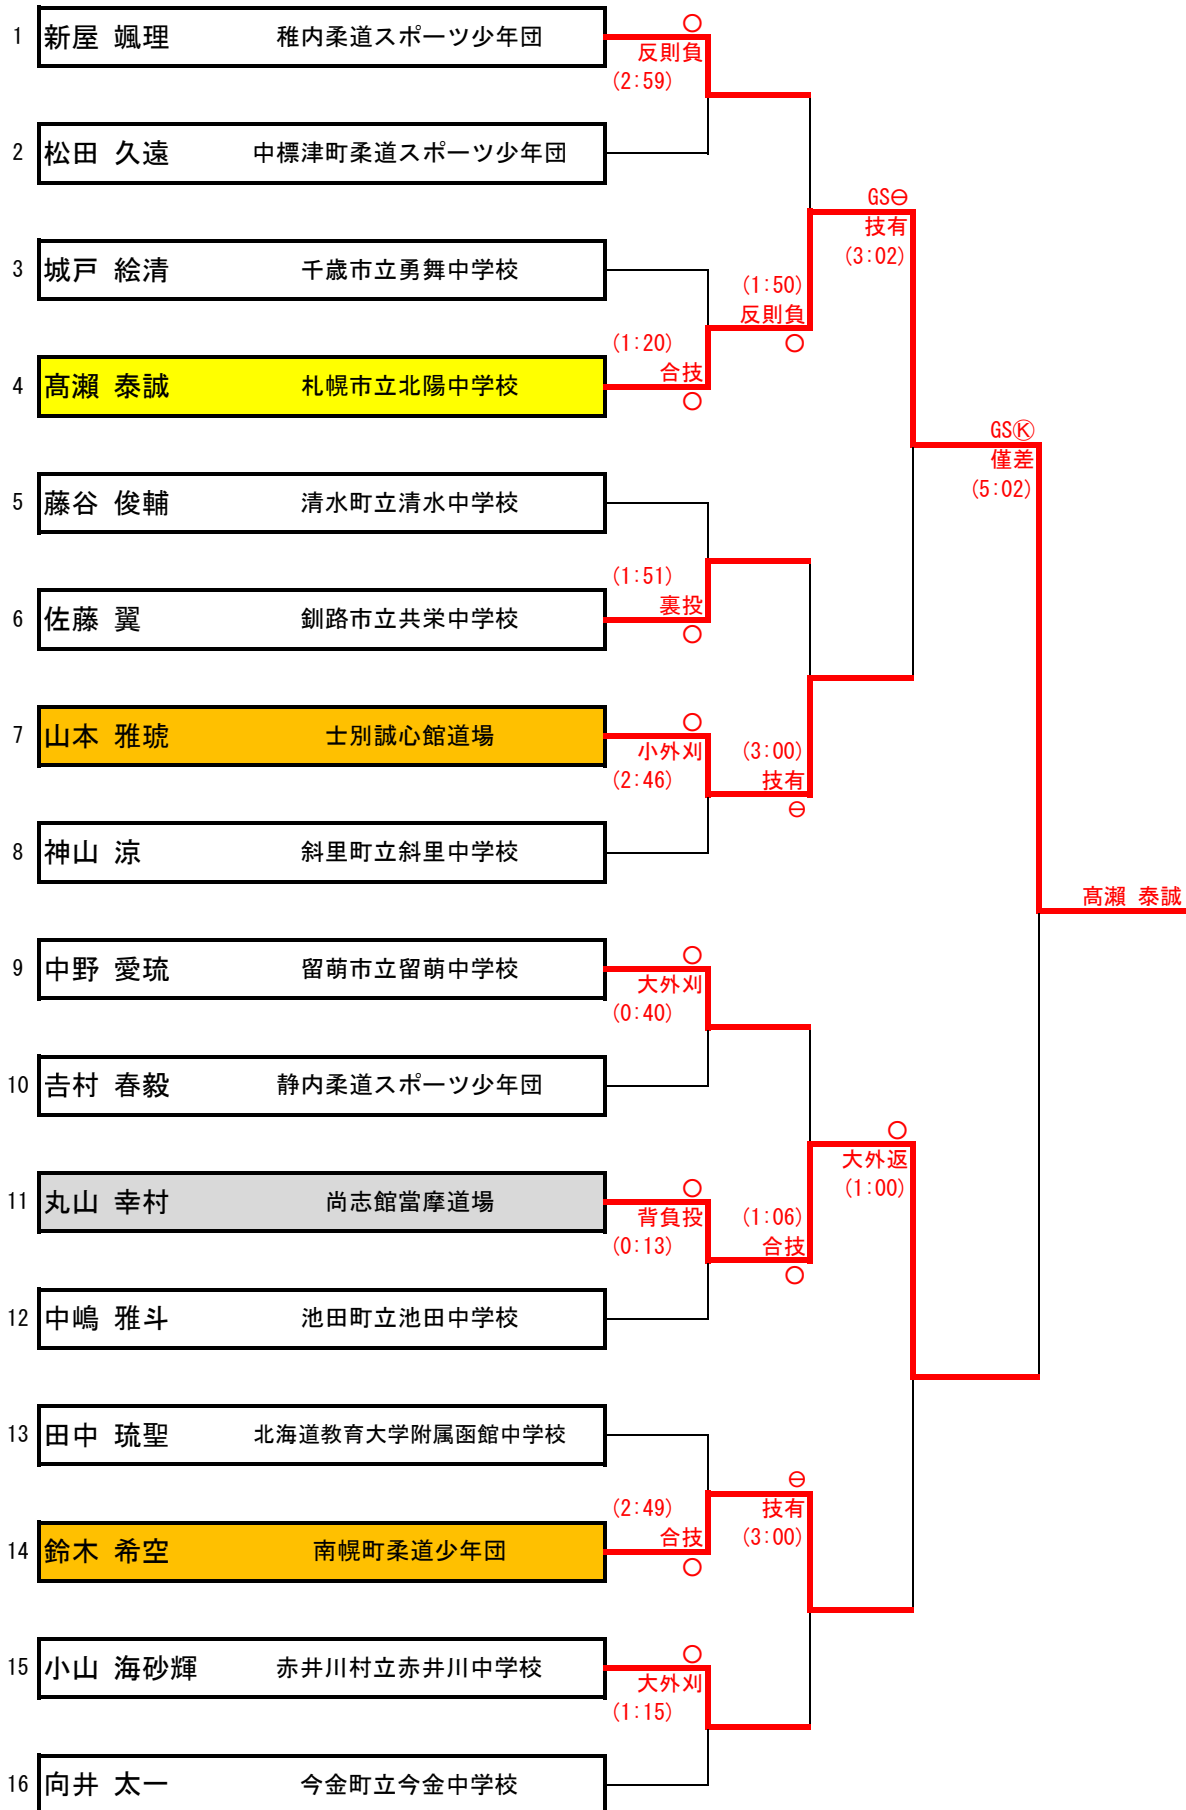 1 新屋 颯理 稚内柔道スポーツ少年団
○
反則負
(2:59)
2 松田 久遠 中標津町柔道スポーツ少年団
GS⊖
技有
(3:02)
3 城戸 絵清 千歳市立勇舞中学校
(1:50)
反則負
○
(1:20)
合技
○
4 髙瀨 泰誠 札幌市立北陽中学校
GSⓀ
僅差
(5:02)
5 藤谷 俊輔 清水町立清水中学校
(1:51)
裏投
○
6 佐藤 翼 釧路市立共栄中学校
7 山本 雅琥 士別誠心館道場
○
小外刈
(2:46)
(3:00)
技有
⊖
8 神山 涼 斜里町立斜里中学校
髙瀨 泰誠
9 中野 愛琉 留萌市立留萌中学校
○
大外刈
(0:40)
10 吉村 春毅 静内柔道スポーツ少年団
○
大外返
(1:00)
11 丸山 幸村 尚志館當摩道場
○
背負投
(0:13)
(1:06)
合技
○
12 中嶋 雅斗 池田町立池田中学校
13 田中 琉聖 北海道教育大学附属函館中学校
⊖
技有
(3:00)
(2:49)
合技
○
14 鈴木 希空 南幌町柔道少年団
15 小山 海砂輝 赤井川村立赤井川中学校
○
大外刈
(1:15)
16 向井 太一 今金町立今金中学校